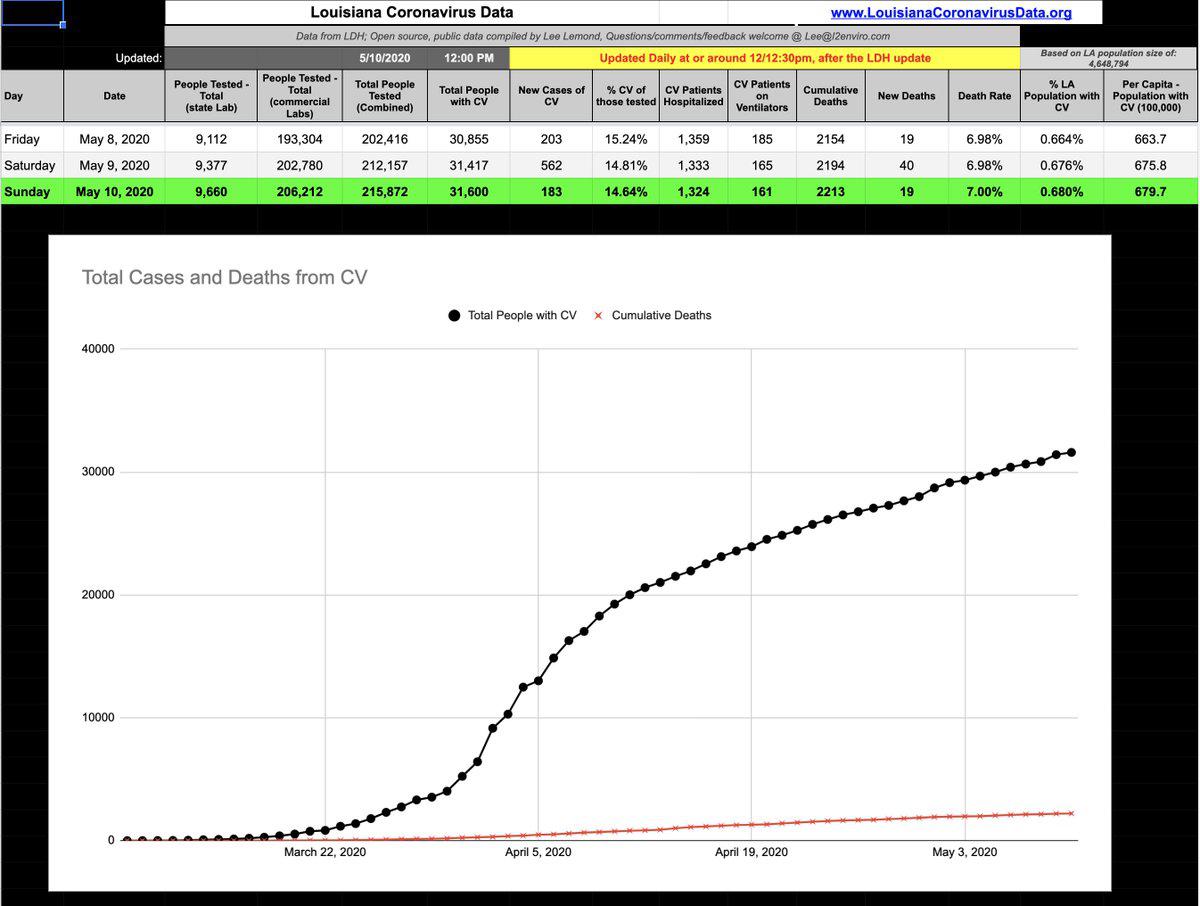 Louisiana Coronavirus Data www.LouisianaCoronavirusData.org
Data from LDH; Open source, public data compiled by Lee Lemond, Questions/comments/feedback welcome @ Lee@l2enviro.com
Updated: 5/10/2020 12:00 PM Updated Daily at or around 12/12:30pm, after the LDH update Based on LA population size of: 4,648,794
Day Date People Tested - Total (state Lab) People Tested - Total (commercial Labs) Total People Tested (Combined) Total People with CV New Cases of CV % CV of those tested CV Patients Hospitalized CV Patients on Ventilators Cumulative Deaths New Deaths Death Rate % LA Population with CV Per Capita - Population with CV (100,000)
Friday May 8, 2020 9,112 193,304 202,416 30,855 203 15.24% 1,359 185 2154 19 6.98% 0.664% 663.7
Saturday May 9, 2020 9,377 202,780 212,157 31,417 562 14.81% 1,333 165 2194 40 6.98% 0.676% 675.8
Sunday May 10, 2020 9,660 206,212 215,872 31,600 183 14.64% 1,324 161 2213 19 7.00% 0.680% 679.7
Total Cases and Deaths from CV
Total People with CV Cumulative Deaths
40000
30000
20000
10000
0
March 22, 2020 April 5, 2020 April 19, 2020 May 3, 2020